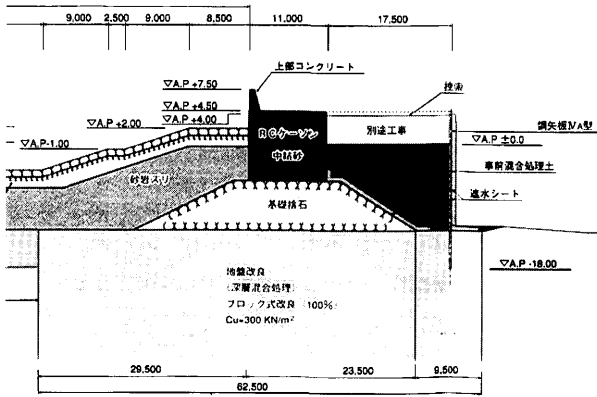 9,000 2,500 9,000 8,500 11,000 17,500
上部コンクリート
▽A.P +7.50
控索
▽A.P +4.50
▽A.P +4.00
▽A.P +2.00
鋼矢板ⅣA型
RCケーソン
別途工事
▽A.P ±0.0
▽A.P-1.00
中詰砂
事前混合処理土
砂岩ズリ
遮水シート
基礎捨石
▽A.P -18.00
地盤改良
(深層混合処理)
ブロック式改良 (100%)
Cu=300 KN/m²
29,500 23,500 9,500
62,500